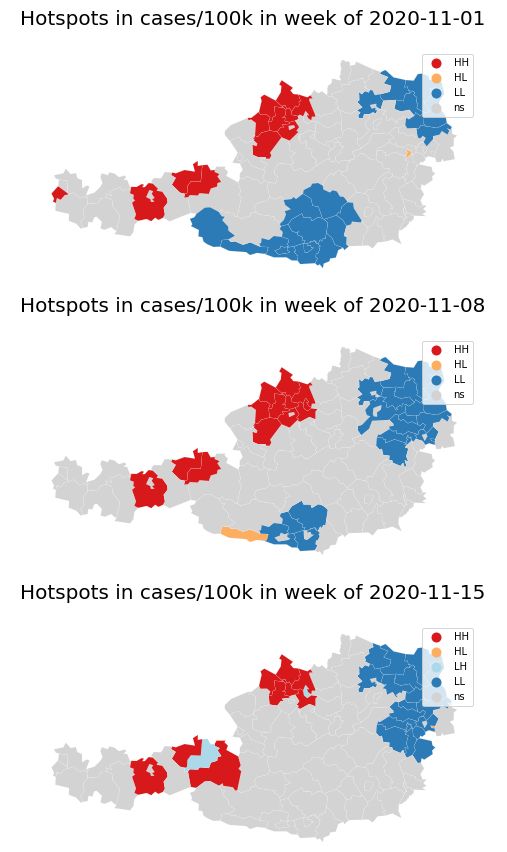 Hotspots in cases/100k in week of 2020-11-01
HH
HL
LL
ns
Hotspots in cases/100k in week of 2020-11-08
HH
HL
LL
ns
Hotspots in cases/100k in week of 2020-11-15
HH
HL
LH
LL
ns